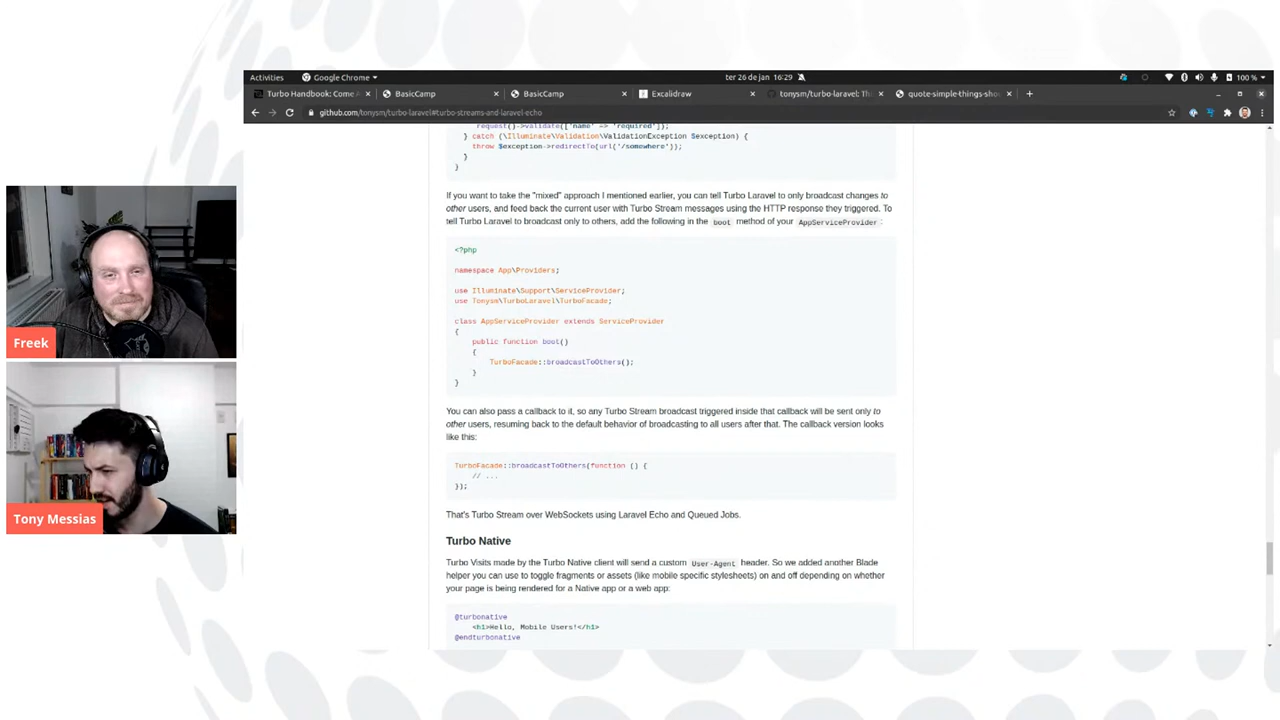 Activities
Google Chrome
ter 26 de jan 16:29
100 %
Turbo Handbook: Come A
BasicCamp
BasicCamp
Excalidraw
tonysm/turbo-laravel: Thi
quote-simple-things-shou
github.com/tonysm/turbo-laravel#turbo-streams-and-laravel-echo
request()->validate(['name' => 'required']);
} catch (\Illuminate\Validation\ValidationException $exception) {
throw $exception->redirectTo(url('/somewhere'));
}
}
If you want to take the "mixed" approach I mentioned earlier, you can tell Turbo Laravel to only broadcast changes to
other users, and feed back the current user with Turbo Stream messages using the HTTP response they triggered. To
tell Turbo Laravel to broadcast only to others, add the following in the boot method of your AppServiceProvider :
<?php
namespace App\Providers;
use Illuminate\Support\ServiceProvider;
use Tonysm\TurboLaravel\TurboFacade;
class AppServiceProvider extends ServiceProvider
{
public function boot()
{
TurboFacade::broadcastToOthers();
}
}
You can also pass a callback to it, so any Turbo Stream broadcast triggered inside that callback will be sent only to
other users, resuming back to the default behavior of broadcasting to all users after that. The callback version looks
like this:
TurboFacade::broadcastToOthers(function () {
// ...
});
That's Turbo Stream over WebSockets using Laravel Echo and Queued Jobs.
Turbo Native
Turbo Visits made by the Turbo Native client will send a custom User-Agent header. So we added another Blade
helper you can use to toggle fragments or assets (like mobile specific stylesheets) on and off depending on whether
your page is being rendered for a Native app or a web app:
@turbonative
<h1>Hello, Mobile Users!</h1>
@endturbonative
Freek
Tony Messias